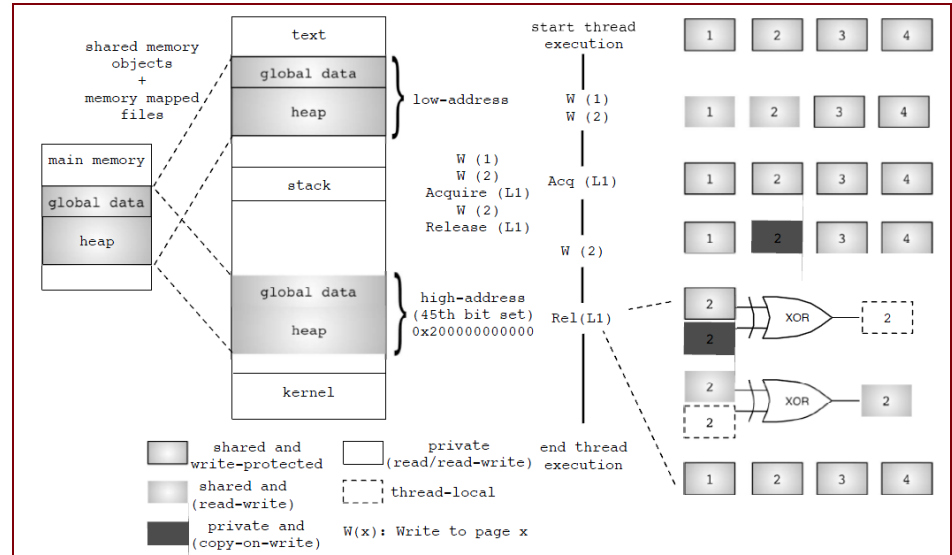 shared memory
objects
+
memory mapped
files
main memory
global data
heap
text
global data
heap
stack
global data
heap
kernel
low-address
W (1)
W (2)
Acquire (L1)
W (2)
Release (L1)
high-address
(45th bit set)
0x200000000000
start thread
execution
W (1)
W (2)
Acq (L1)
W (2)
Rel(L1)
end thread
execution
1 2 3 4
1 2 3 4
1 2 3 4
1 2 3 4
2
2
XOR
2
2
2
XOR
2
1 2 3 4
shared and
write-protected
shared and
(read-write)
private and
(copy-on-write)
private
(read/read-write)
thread-local
W(x): Write to page x